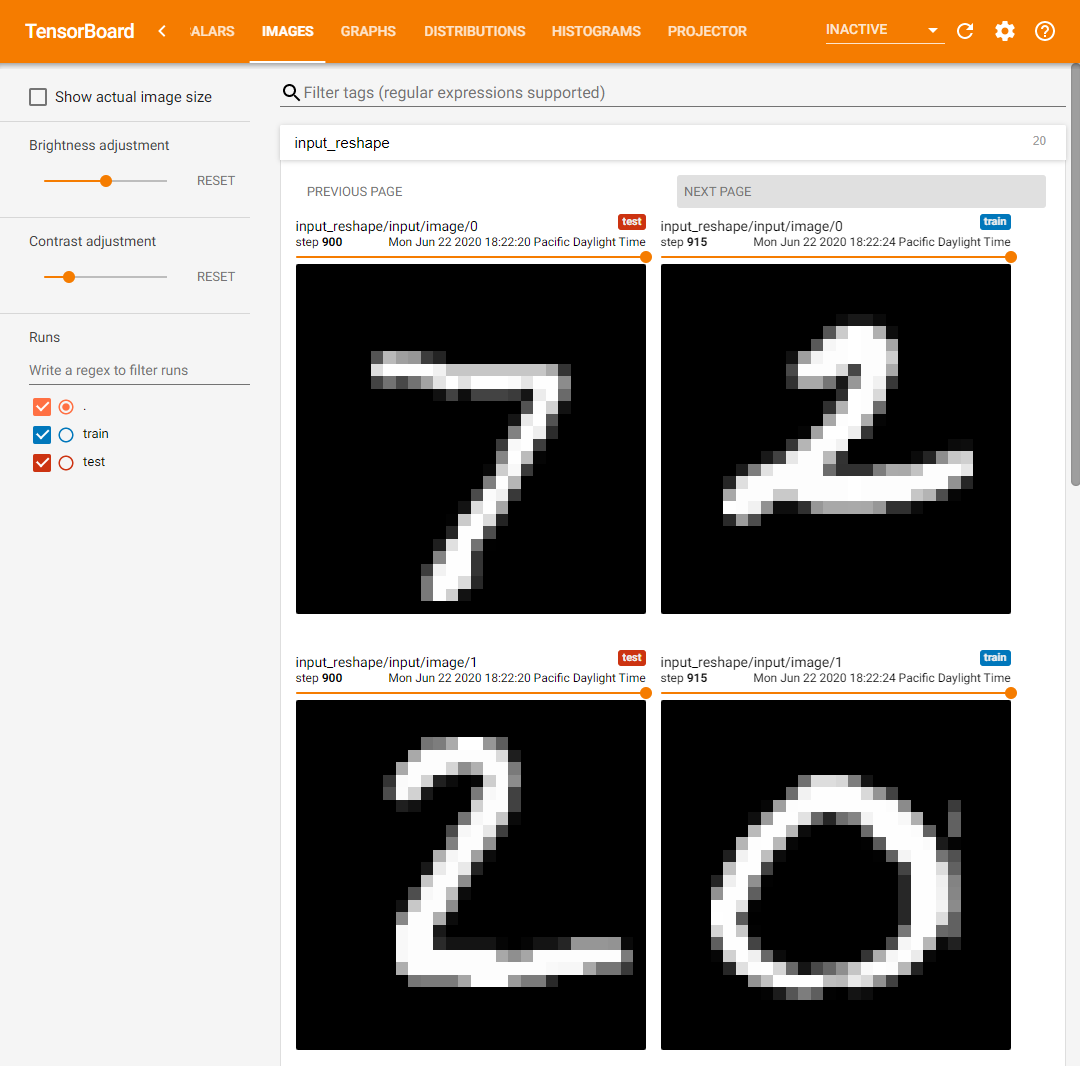 TensorBoard ALARS IMAGES GRAPHS DISTRIBUTIONS HISTOGRAMS PROJECTOR INACTIVE
Show actual image size
Brightness adjustment
RESET
Contrast adjustment
RESET
Runs
Write a regex to filter runs
.
train
test
Filter tags (regular expressions supported)
input_reshape 20
PREVIOUS PAGE NEXT PAGE
input_reshape/input/image/0 test
step 900 Mon Jun 22 2020 18:22:20 Pacific Daylight Time
7
input_reshape/input/image/0 train
step 915 Mon Jun 22 2020 18:22:24 Pacific Daylight Time
2
input_reshape/input/image/1 test
step 900 Mon Jun 22 2020 18:22:20 Pacific Daylight Time
2
input_reshape/input/image/1 train
step 915 Mon Jun 22 2020 18:22:24 Pacific Daylight Time
0